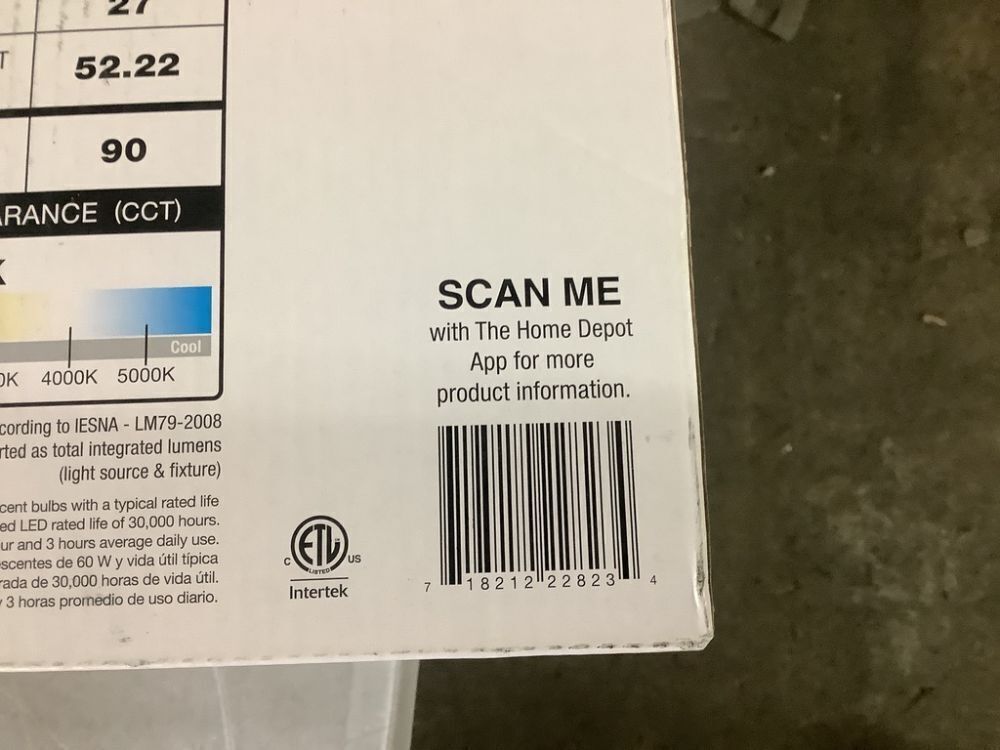 27
T 52.22
90
ARANCE (CCT)
K
Cool
0K 4000K 5000K
cording to IESNA - LM79-2008
rted as total integrated lumens
(light source & fixture)
cent bulbs with a typical rated life
ed LED rated life of 30,000 hours.
ur and 3 hours average daily use.
scentes de 60 W y vida útil típica
rada de 30,000 horas de vida útil.
y 3 horas promedio de uso diario.
C ETL US
LISTED
Intertek
SCAN ME
with The Home Depot
App for more
product information.
7 18212 22823 4